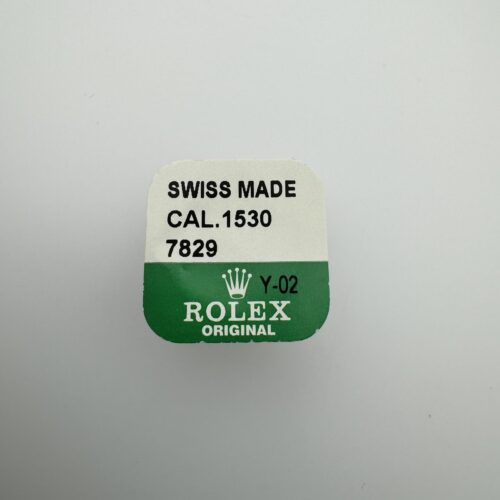 SWISS MADE
CAL.1530
7829
Y-02
ROLEX
ORIGINAL